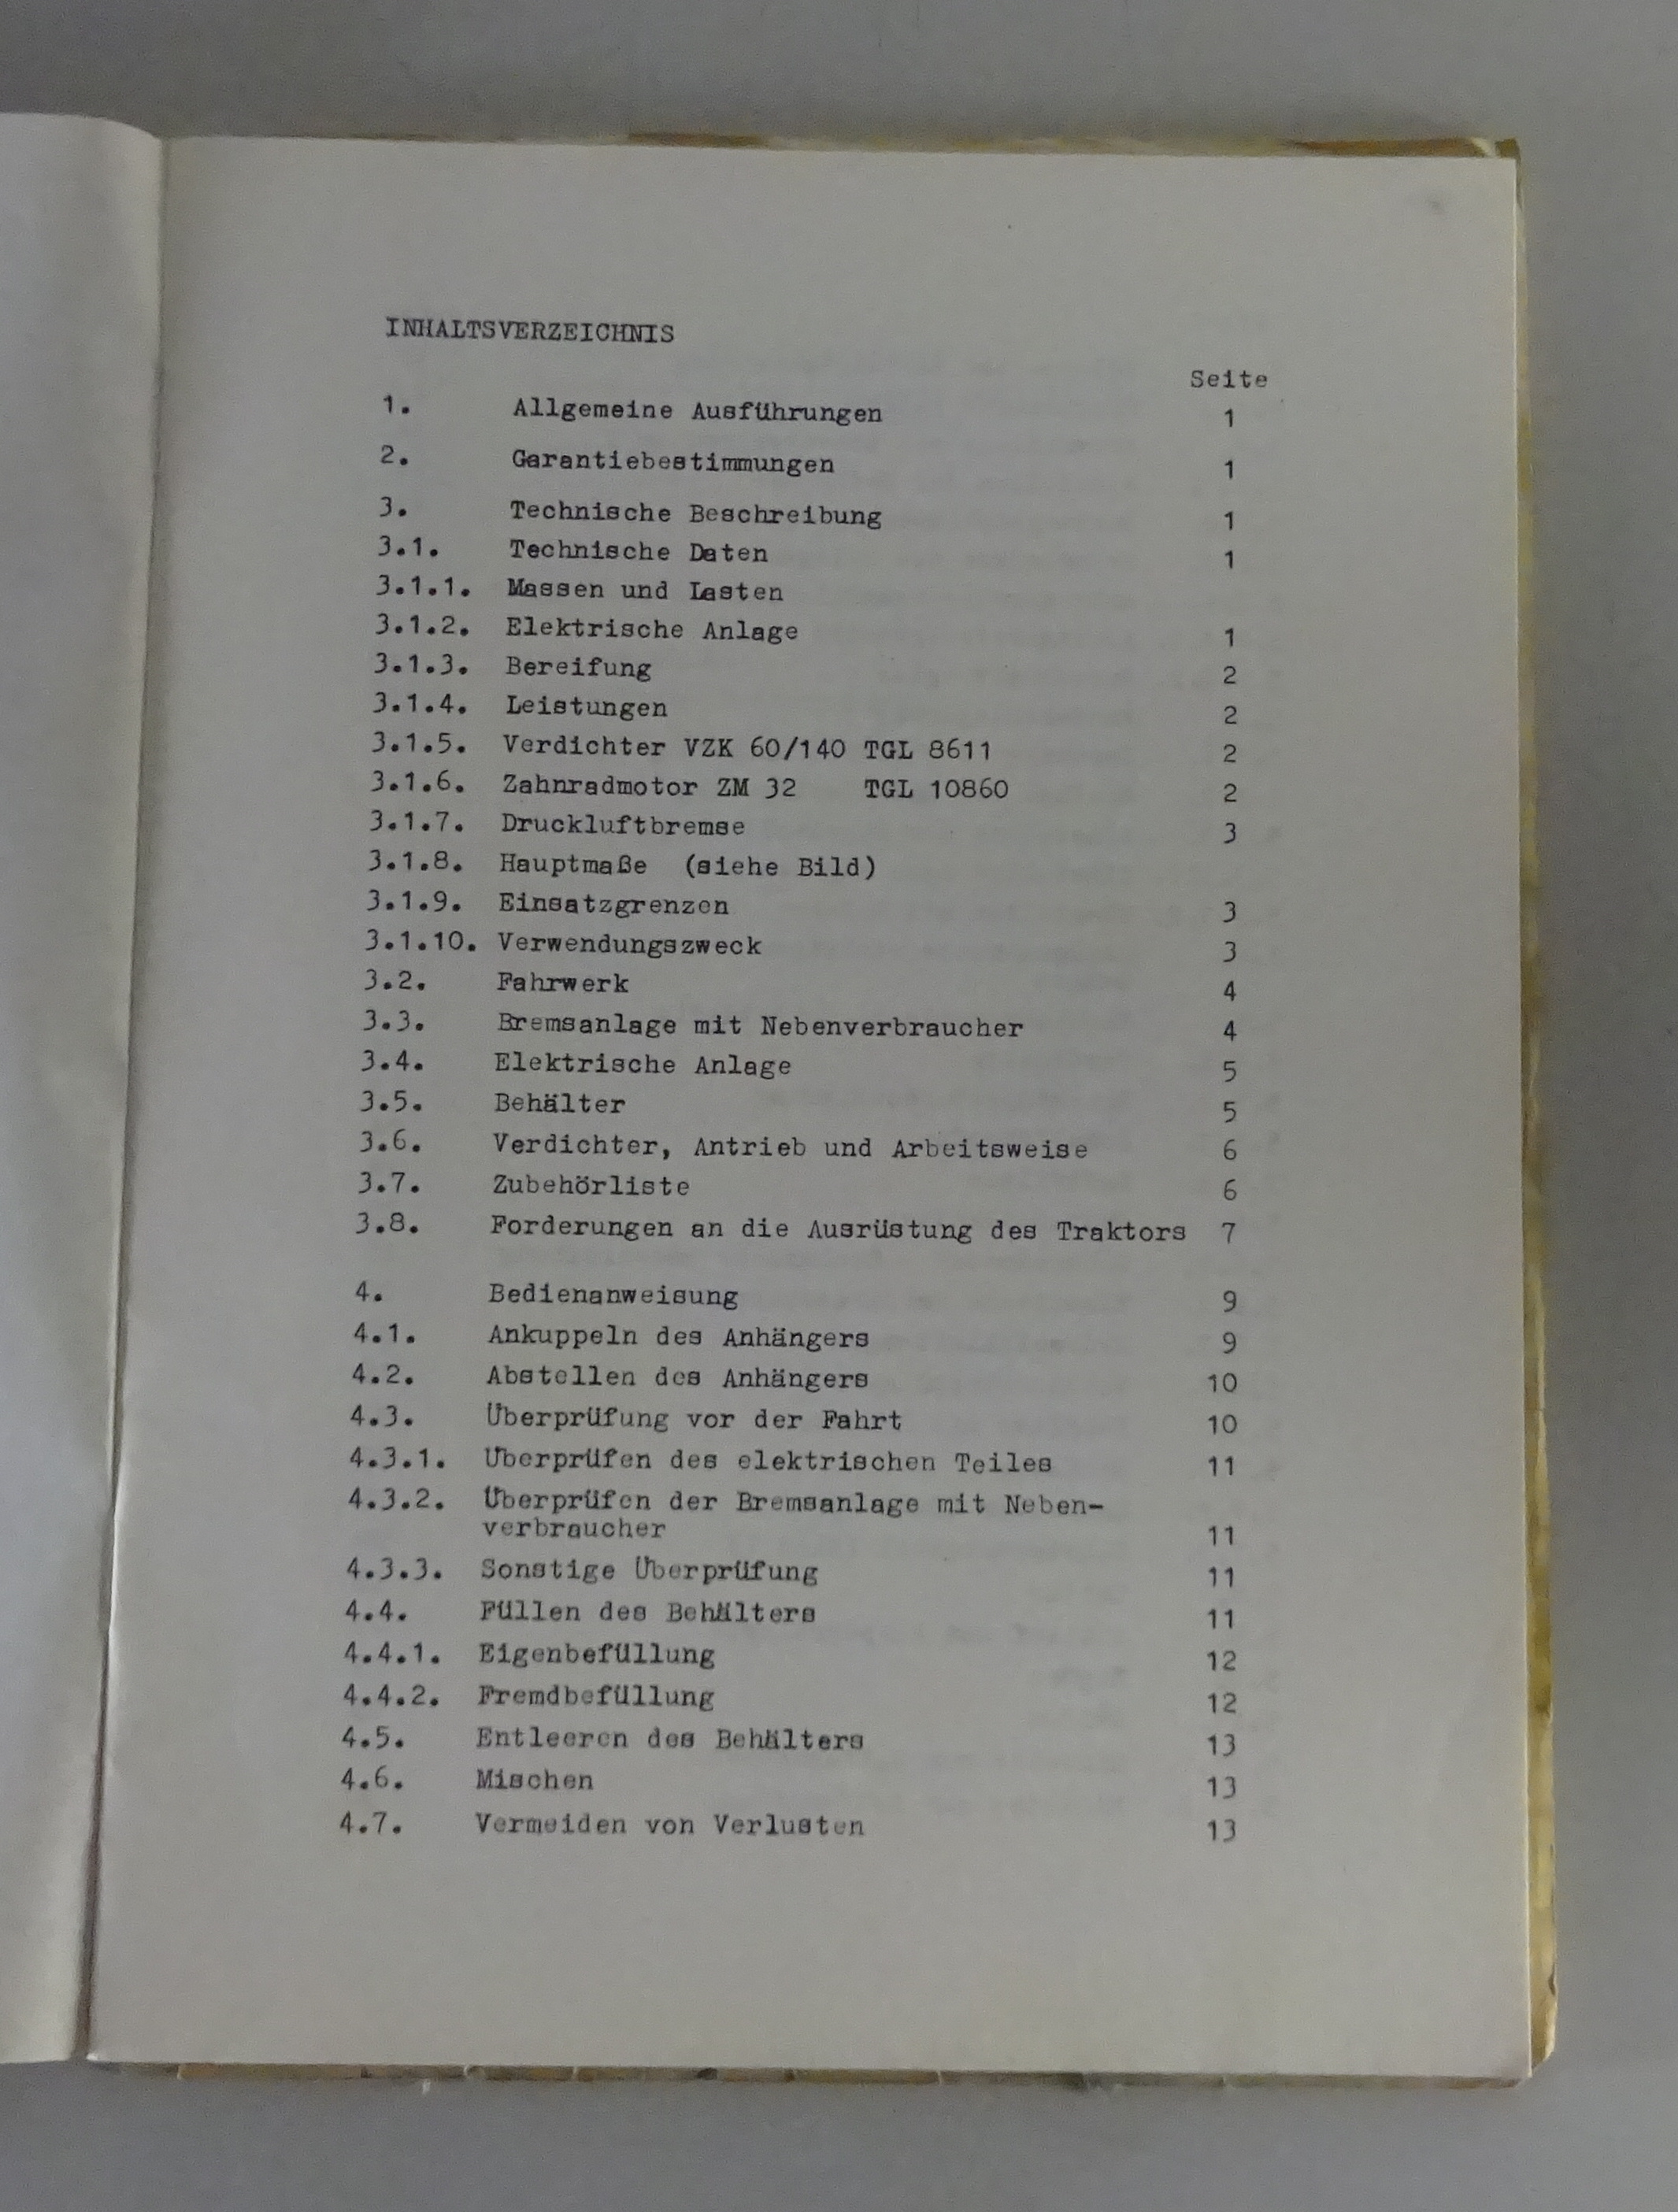 INHALTSVERZEICHNIS
Seite
1. Allgemeine Ausführungen 1
2. Garantiebestimmungen 1
3. Technische Beschreibung 1
3.1. Technische Daten 1
3.1.1. Massen und Lasten
3.1.2. Elektrische Anlage 1
3.1.3. Bereifung 2
3.1.4. Leistungen 2
3.1.5. Verdichter VZK 60/140 TGL 8611 2
3.1.6. Zahnradmotor ZM 32 TGL 10860 2
3.1.7. Druckluftbremse 3
3.1.8. Hauptmaße (siehe Bild)
3.1.9. Einsatzgrenzen 3
3.1.10. Verwendungszweck 3
3.2. Fahrwerk 4
3.3. Bremsanlage mit Nebenverbraucher 4
3.4. Elektrische Anlage 5
3.5. Behälter 5
3.6. Verdichter, Antrieb und Arbeitsweise 6
3.7. Zubehörliste 6
3.8. Forderungen an die Ausrüstung des Traktors 7
4. Bedienanweisung 9
4.1. Ankuppeln des Anhängers 9
4.2. Abstellen des Anhängers 10
4.3. Überprüfung vor der Fahrt 10
4.3.1. Überprüfen des elektrischen Teiles 11
4.3.2. Überprüfen der Bremsanlage mit Neben-
verbraucher 11
4.3.3. Sonstige Überprüfung 11
4.4. Füllen des Behälters 11
4.4.1. Eigenbefüllung 12
4.4.2. Fremdbefüllung 12
4.5. Entleeren des Behälters 13
4.6. Mischen 13
4.7. Vermeiden von Verlusten 13